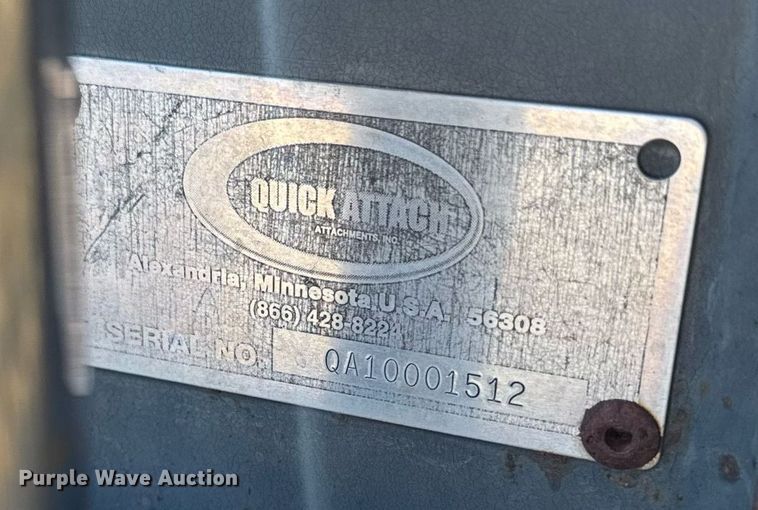 QUICK ATTACH
ATTACHMENTS, INC.
Alexandria, Minnesota U.S.A. 56308
(866) 428-8224
SERIAL NO. QA10001512
Purple Wave Auction